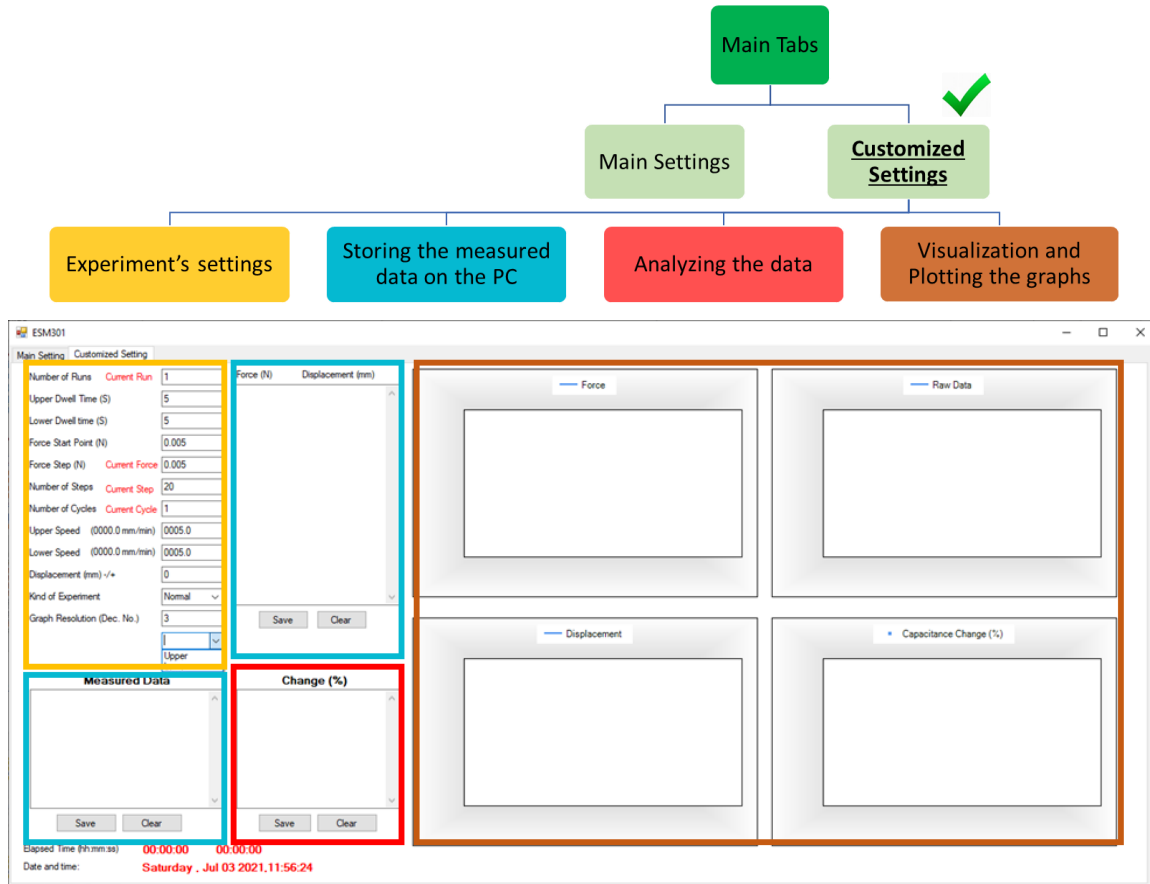 Main Tabs
Main Settings
Customized
Settings
Experiment's settings
Storing the measured
data on the PC
Analyzing the data
Visualization and
Plotting the graphs
ESM301
Main Setting Customized Setting
Number of Runs Current Run 1
Upper Dwell Time (S) 5
Lower Dwell time (S) 5
Force Start Point (N) 0.005
Force Step (N) Current Force 0.005
Number of Steps Current Step 20
Number of Cycles Current Cycle 1
Upper Speed (0000.0 mm/min) 0005.0
Lower Speed (0000.0 mm/min) 0005.0
Displacement (mm) -/+ 0
Kind of Experiment Normal
Graph Resolution (Dec. No.) 3
Upper
Force (N) Displacement (mm)
Save Clear
Measured Data
Save Clear
Change (%)
Save Clear
Force
Raw Data
Displacement
Capacitance Change (%)
Elapsed Time (hh:mm:ss) 00:00:00 00:00:00
Date and time: Saturday , Jul 03 2021,11:56:24